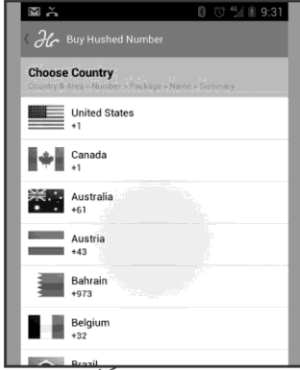 9:31
Buy Hushed Number
Choose Country
Country & Area » Number » Package » Name » Summary
United States
+1
Canada
+1
Australia
+61
Austria
+43
Bahrain
+973
Belgium
+32
Brazil